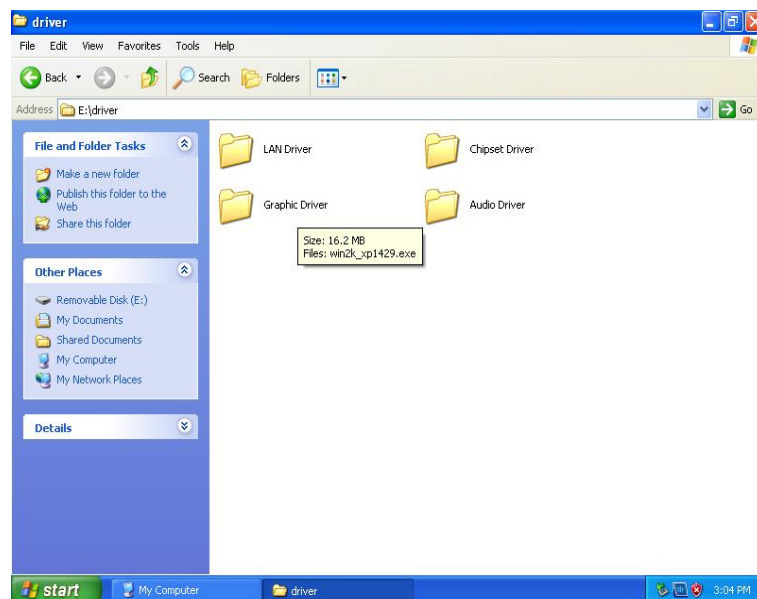 driver
File Edit View Favorites Tools Help
Back Search Folders
Address E:\driver Go
File and Folder Tasks
Make a new folder
Publish this folder to the
Web
Share this folder
Other Places
Removable Disk (E:)
My Documents
Shared Documents
My Computer
My Network Places
Details
LAN Driver Chipset Driver
Graphic Driver Audio Driver
Size: 16.2 MB
Files: win2k_xp1429.exe
start My Computer driver 3:04 PM